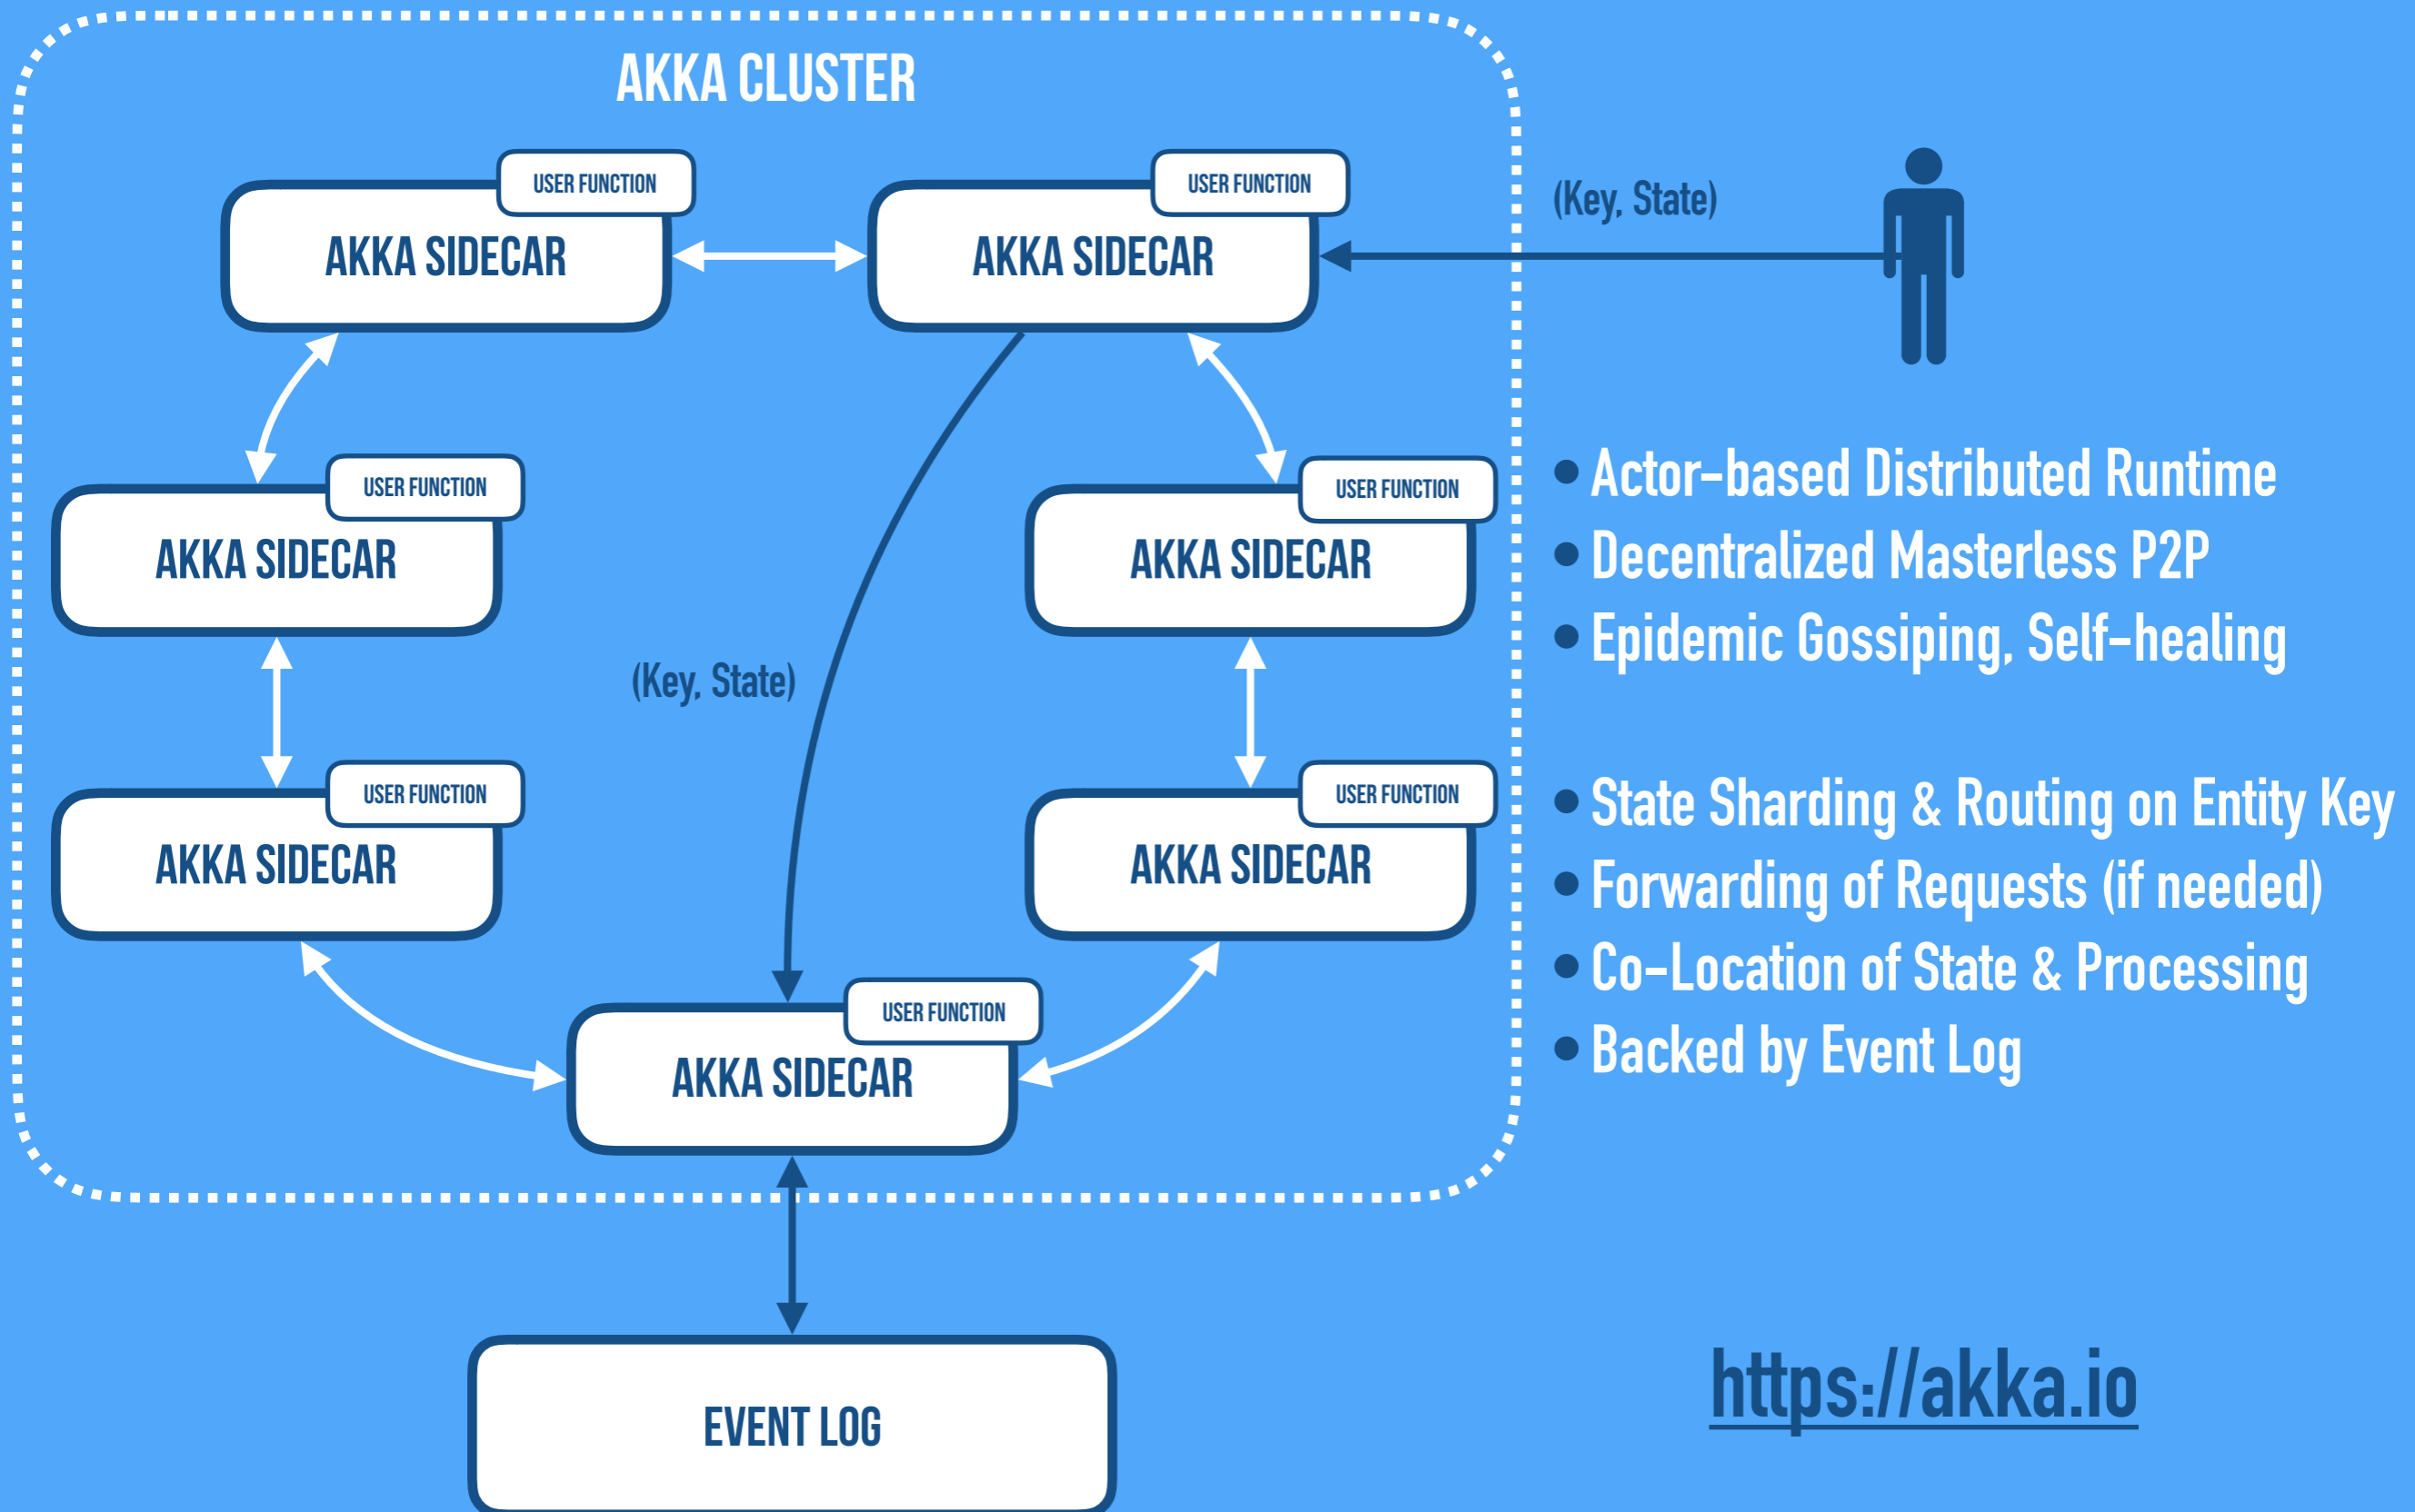 AKKA CLUSTER
USER FUNCTION
AKKA SIDECAR
USER FUNCTION
AKKA SIDECAR
(Key, State)
USER FUNCTION
AKKA SIDECAR
USER FUNCTION
AKKA SIDECAR
(Key, State)
USER FUNCTION
AKKA SIDECAR
USER FUNCTION
AKKA SIDECAR
USER FUNCTION
AKKA SIDECAR
EVENT LOG
• Actor-based Distributed Runtime
• Decentralized Masterless P2P
• Epidemic Gossiping, Self-healing
• State Sharding & Routing on Entity Key
• Forwarding of Requests (if needed)
• Co-Location of State & Processing
• Backed by Event Log
https://akka.io